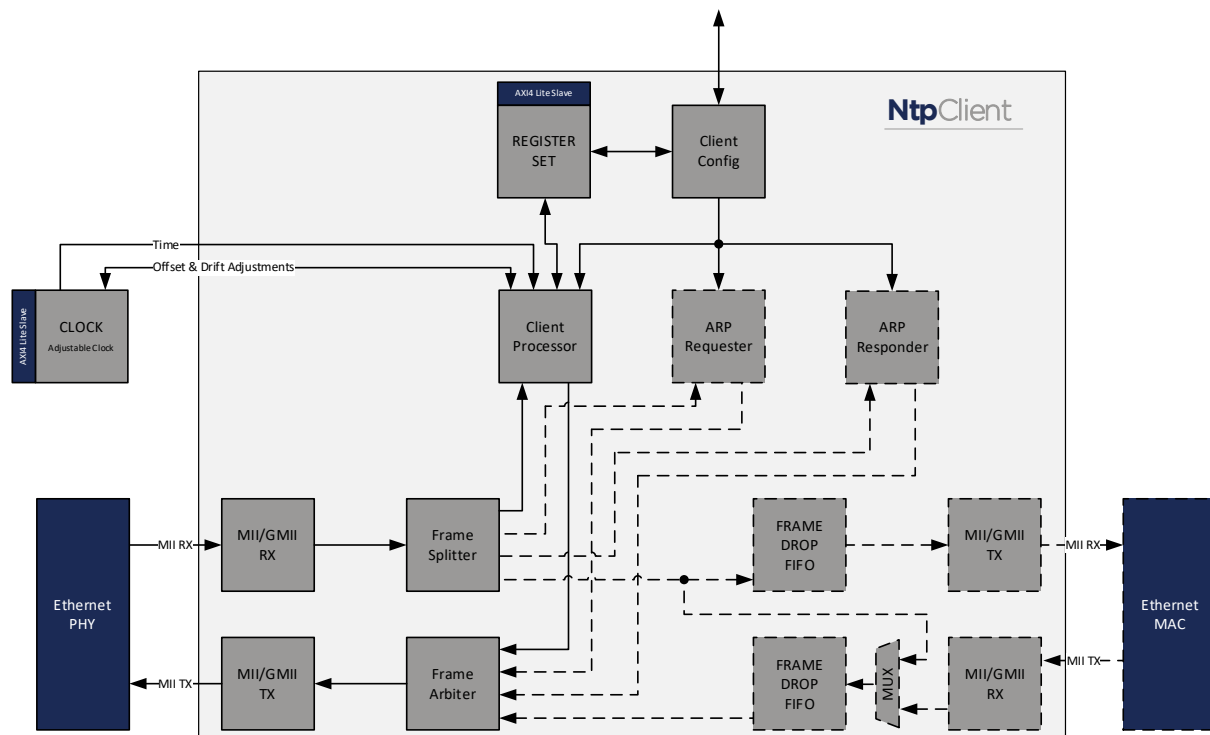 AXI4 Lite Slave
REGISTER
SET
Client
Config
NtpClient
Time
Offset & Drift Adjustments
AXI4 Lite Slave
CLOCK
Adjustable Clock
Client
Processor
ARP
Requester
ARP
Responder
Ethernet
PHY
MII RX
MII/GMII
RX
Frame
Splitter
FRAME
DROP
FIFO
MII/GMII
TX
MII RX
Ethernet
MAC
MII TX
MII/GMII
TX
Frame
Arbiter
FRAME
DROP
FIFO
MUX
MII/GMII
RX
MII TX